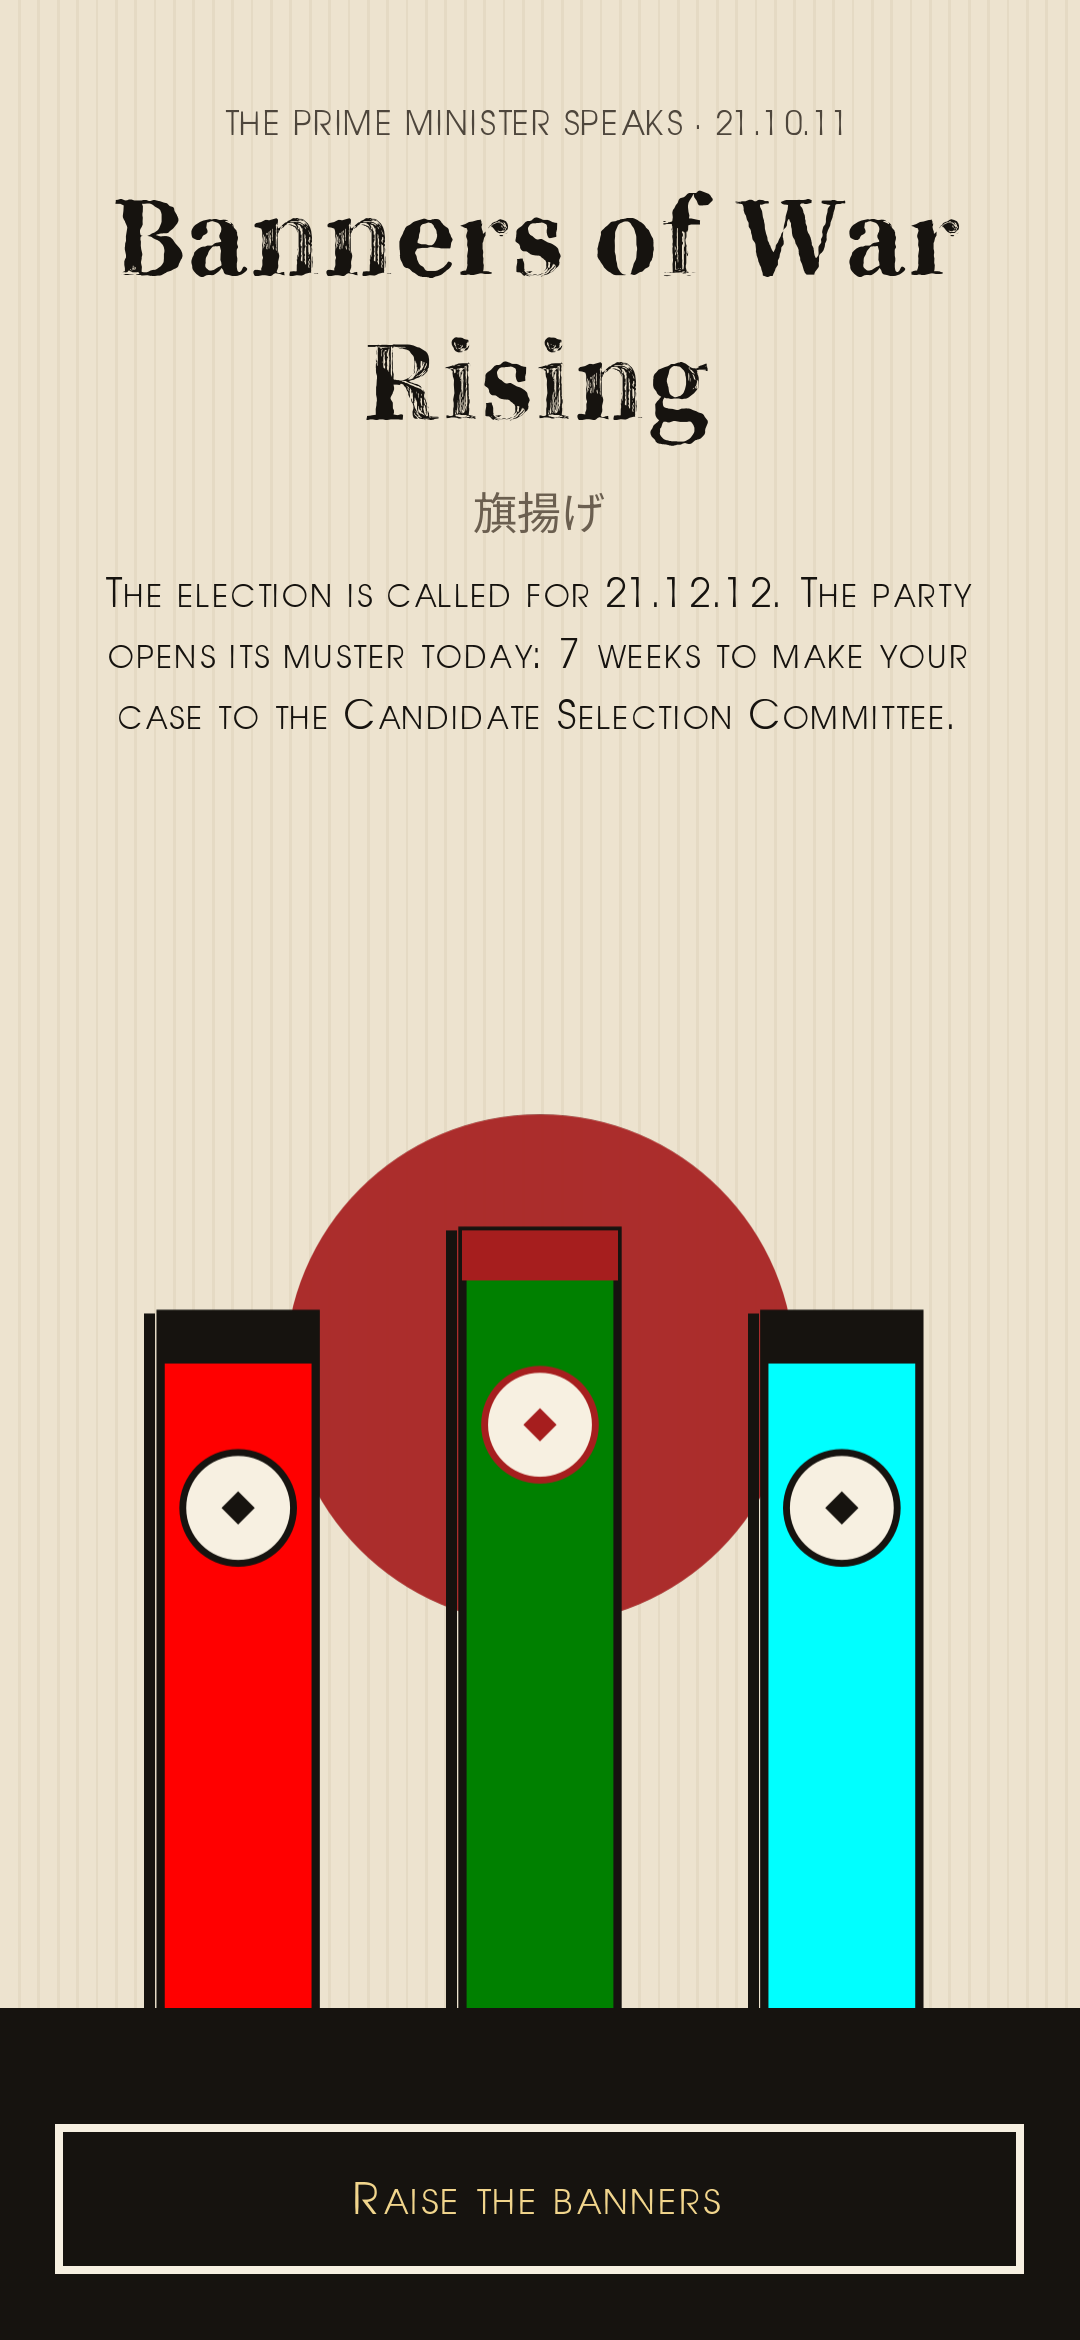 THE PRIME MINISTER SPEAKS · 21.10.11
Banners of War
Rising
旗揚げ
The election is called for 21.12.12. The party
opens its muster today: 7 weeks to make your
case to the Candidate Selection Committee.
Raise the banners